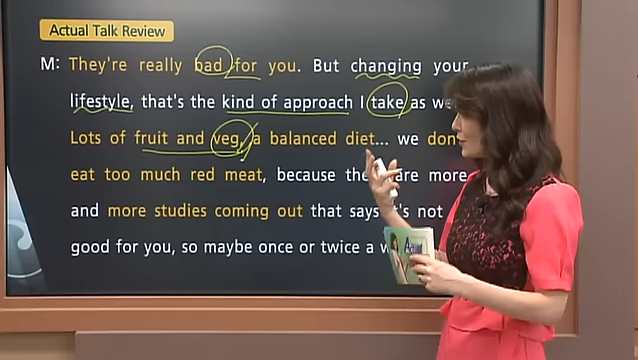 Actual Talk Review
M: They're really bad for you. But changing your
lifestyle, that's the kind of approach I take as
Lots of fruit and veg, a balanced diet... we
eat too much red meat, because are more
and more studies coming out that says it's not
good for you, so maybe once or twice a